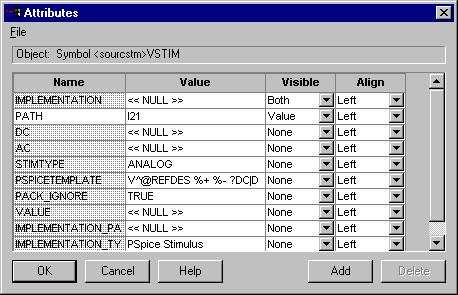 Attributes
File
Object: Symbol <sourcstm>VSTIM
Name Value Visible Align
IMPLEMENTATION << NULL >> Both Left
PATH I21 Value Left
DC << NULL >> None Left
AC << NULL >> None Left
STIMTYPE ANALOG None Left
PSPICETEMPLATE V^@REFDES %+ %- ?DC|D None Left
PACK_IGNORE TRUE None Left
VALUE << NULL >> None Left
IMPLEMENTATION_PA << NULL >> None Left
IMPLEMENTATION_TY PSpice Stimulus None Left
OK Cancel Help Add Delete